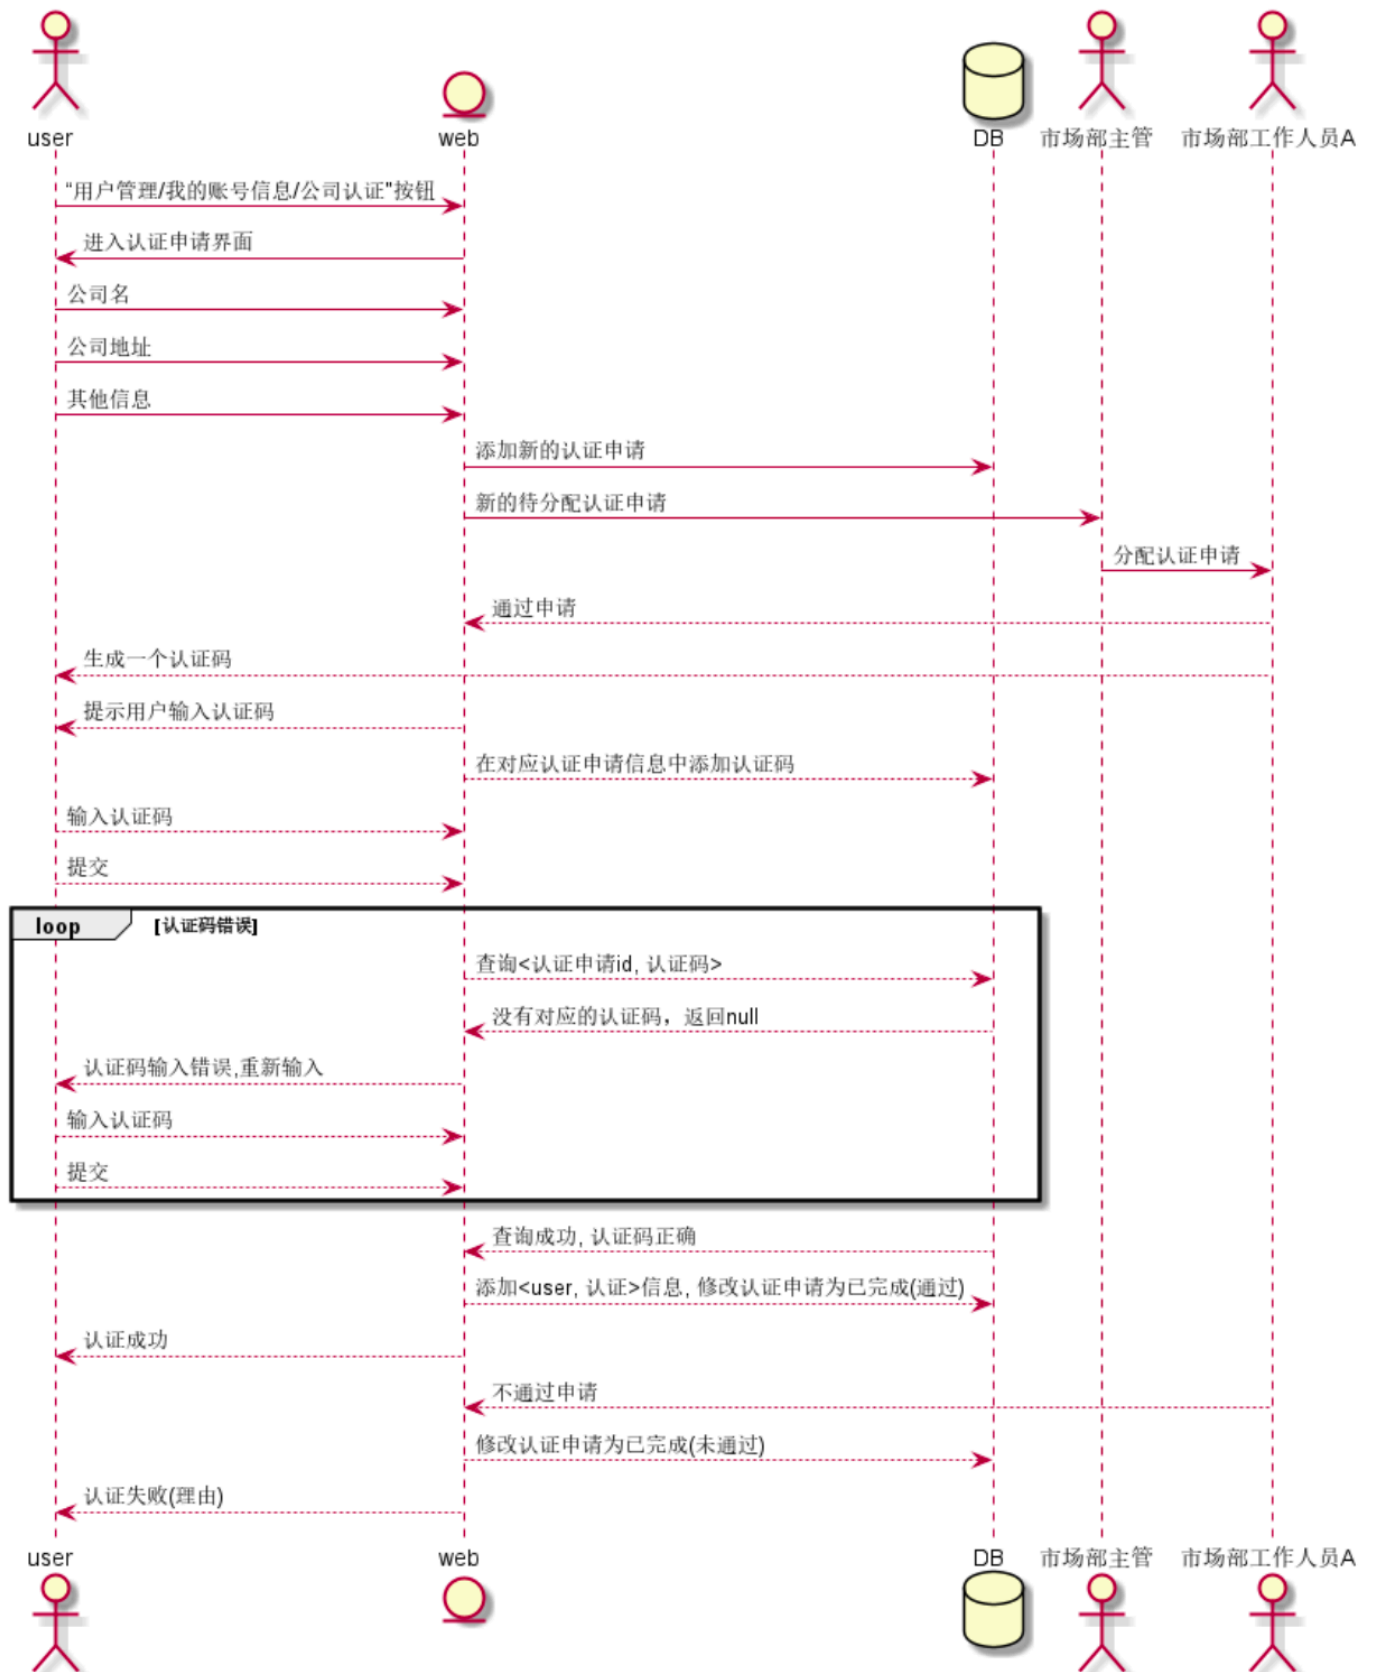 user
web
DB
市场部主管
市场部工作人员A
“用户管理/我的账号信息/公司认证”按钮
进入认证申请界面
公司名
公司地址
其他信息
添加新的认证申请
新的待分配认证申请
分配认证申请
通过申请
生成一个认证码
提示用户输入认证码
在对应认证申请信息中添加认证码
输入认证码
提交
loop [认证码错误]
查询<认证申请id, 认证码>
没有对应的认证码，返回null
认证码输入错误,重新输入
输入认证码
提交
查询成功, 认证码正确
添加<user, 认证>信息, 修改认证申请为已完成(通过)
认证成功
不通过申请
修改认证申请为已完成(未通过)
认证失败(理由)
user
web
DB
市场部主管
市场部工作人员A